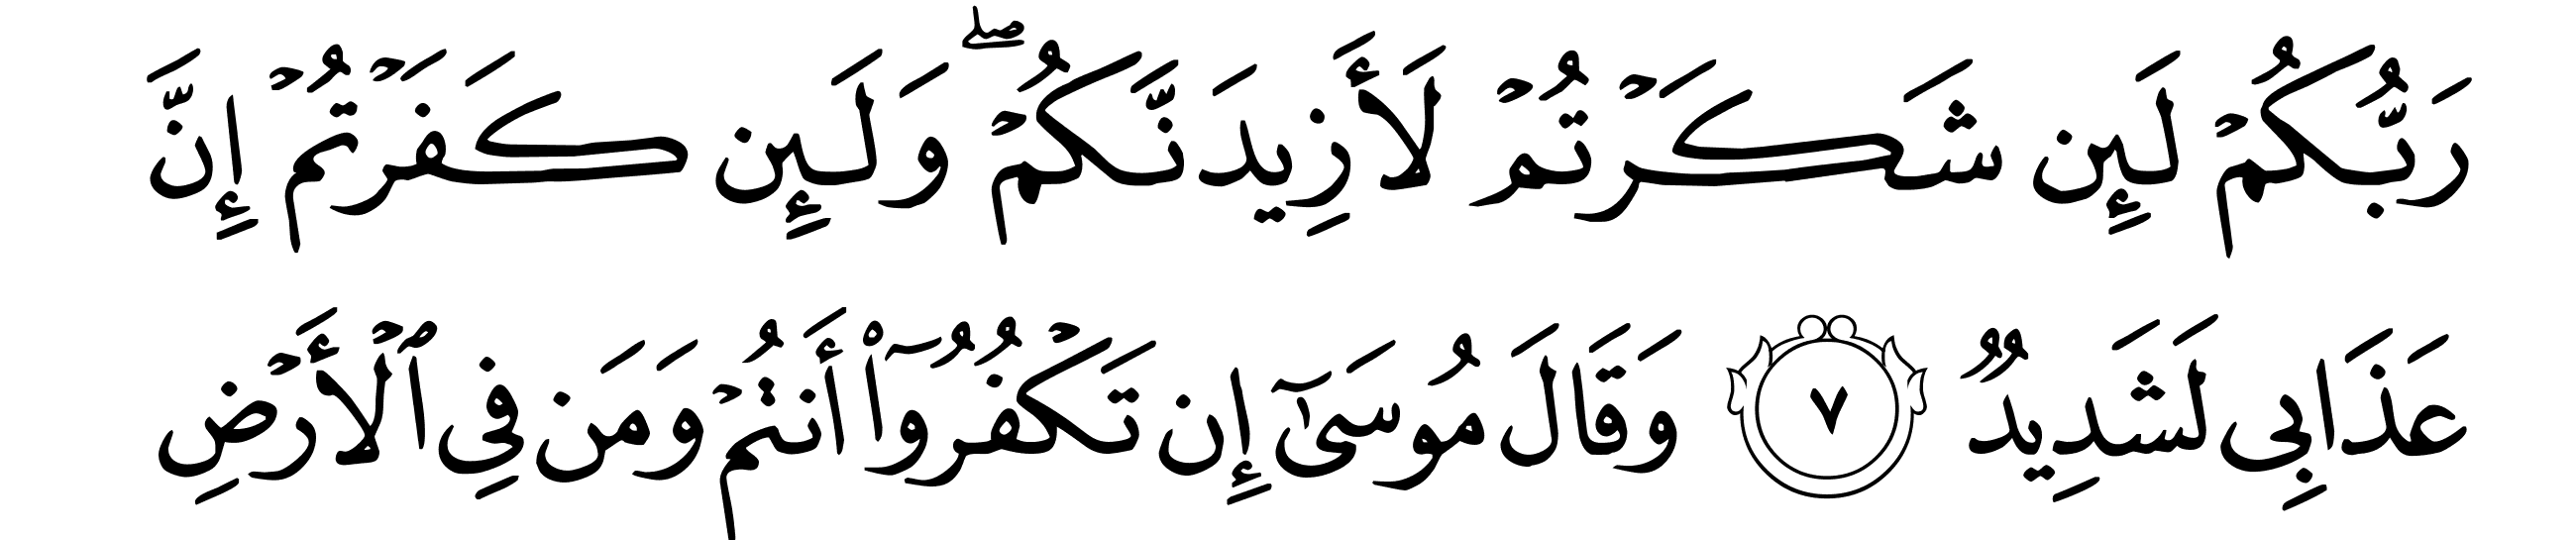 رَبُّكُمْ لَئِن شَكَرْتُمْ لَأَزِيدَنَّكُمْ ۖ وَلَئِن كَفَرْتُمْ إِنَّ
عَذَابِي لَشَدِيدٌ ٧ وَقَالَ مُوسَىٰٓ إِن تَكْفُرُوٓا۟ أَنتُمْ وَمَن فِي ٱلْأَرْضِ